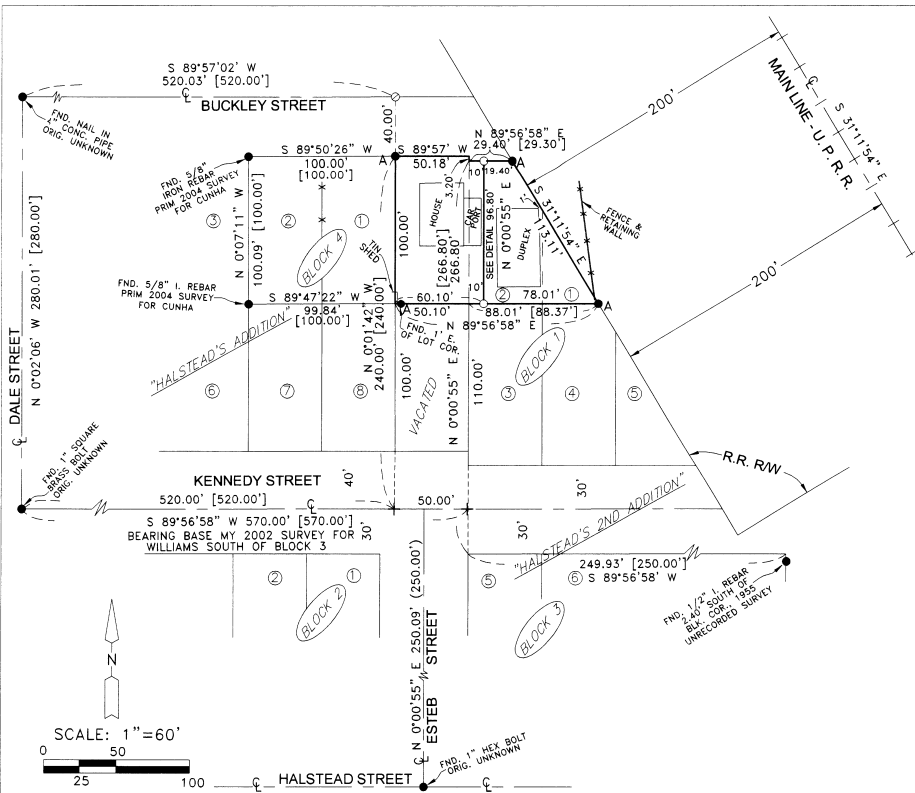 S 89°57'02" W
520.03' [520.00']
℄
BUCKLEY STREET
FND. NAIL IN
4" CONC. PIPE
ORIG. UNKNOWN
40.00'
200'
MAIN LINE - U.P.R.R.
℄
S 31°11'54" E
S 89°50'26" W
100.00'
[100.00']
A
S 89°57' W
50.18'
N 89°56'58" E
29.40' [29.30']
A
10'
19.40'
3.20'
FND. 5/8"
IRON REBAR
PRIM 2004 SURVEY
FOR CUNHA
③
②
①
N 0°07'11" W
100.09' [100.00']
BLOCK 4
TIN
SHED
100.00'
HOUSE
CAR
PORT
[266.80']
266.80'
SEE DETAIL 96.80'
N 0°00'55" E
DUPLEX
S 31°11'54" E
113.11'
FENCE &
RETAINING
WALL
200'
DALE STREET
℄
N 0°02'06" W 280.01' [280.00']
FND. 5/8" I. REBAR
PRIM 2004 SURVEY
FOR CUNHA
S 89°47'22" W
99.84'
[100.00']
60.10'
50.10'
10'
②
78.01'
①
88.01' [88.37']
A
A
N 89°56'58" E
FND. 1' E.
OF LOT COR.
"HALSTEAD'S ADDITION"
N 0°01'42" W
240.00' [240.00']
100.00'
VACATED
N 0°00'55" E
110.00'
BLOCK 1
⑥
⑦
⑧
③
④
⑤
FND. 1" SQUARE
BRASS BOLT
ORIG. UNKNOWN
R.R. R/W
KENNEDY STREET
40'
30'
520.00' [520.00']
℄
50.00'
S 89°56'58" W 570.00' [570.00']
BEARING BASE MY 2002 SURVEY FOR
WILLIAMS SOUTH OF BLOCK 3
30'
30'
"HALSTEAD'S 2ND ADDITION"
249.93' [250.00']
S 89°56'58' W
②
①
BLOCK 2
⑤
⑥
BLOCK 3
FND. 1/2" I. REBAR
2.40' SOUTH OF
BLK. COR., 1955
UNRECORDED SURVEY
N 0°00'55" E 250.09' (250.00')
℄
ESTEB STREET
N
SCALE: 1"=60'
0 50
25 100
FND. 1" HEX BOLT
ORIG. UNKNOWN
℄ HALSTEAD STREET ℄